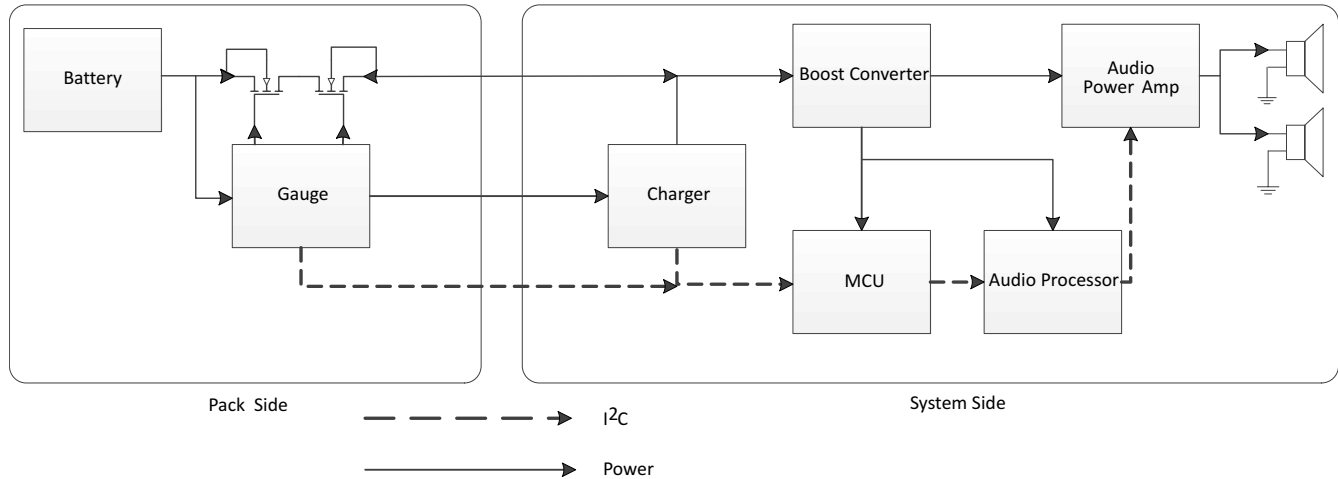 Battery
Gauge
Pack Side
Charger
Boost Converter
MCU
Audio Processor
Audio
Power Amp
System Side
I²C
Power